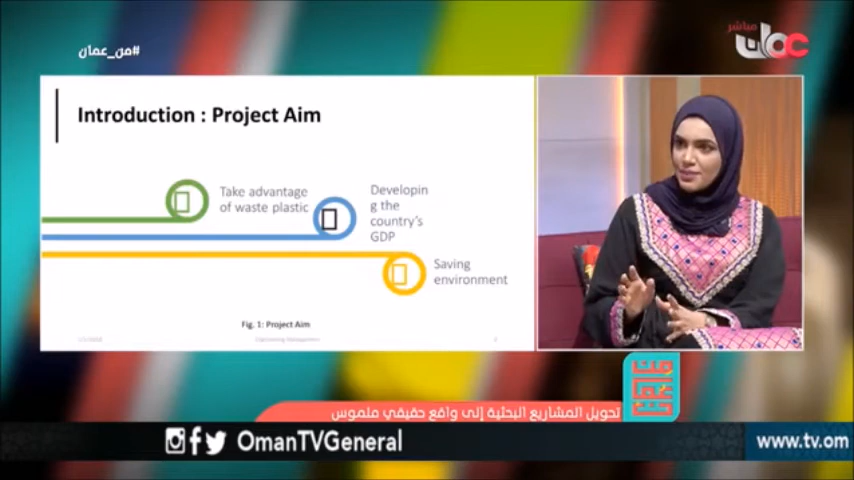 #من_عمان
مباشر
عمان
Introduction : Project Aim
Take advantage
of waste plastic
Developin
g the
country's
GDP
Saving
environment
Fig. 1: Project Aim
تحويل المشاريع البحثية إلى واقع حقيقي ملموس
OmanTVGeneral
www.tv.om